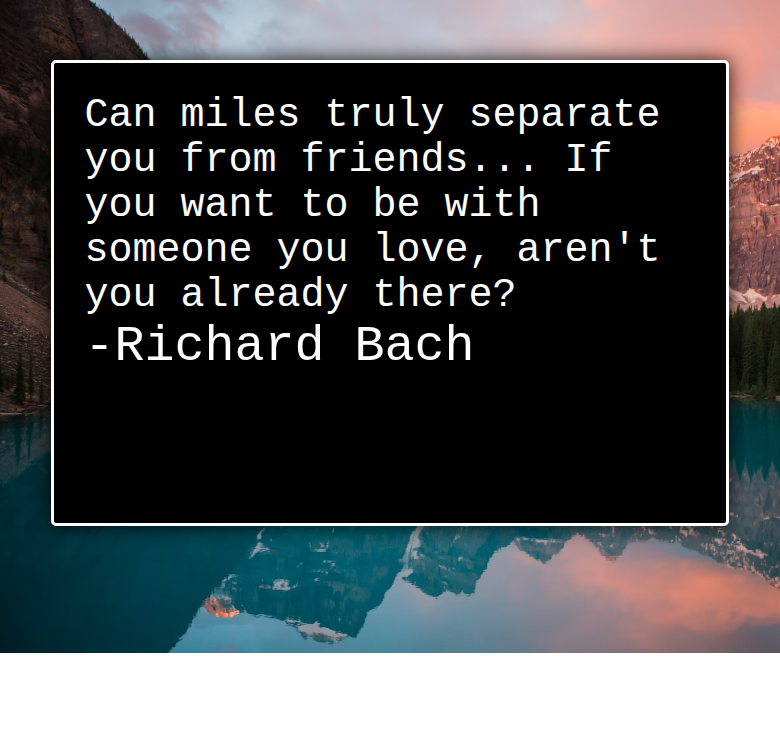 Can miles truly separate
you from friends... If
you want to be with
someone you love, aren't
you already there?
-Richard Bach